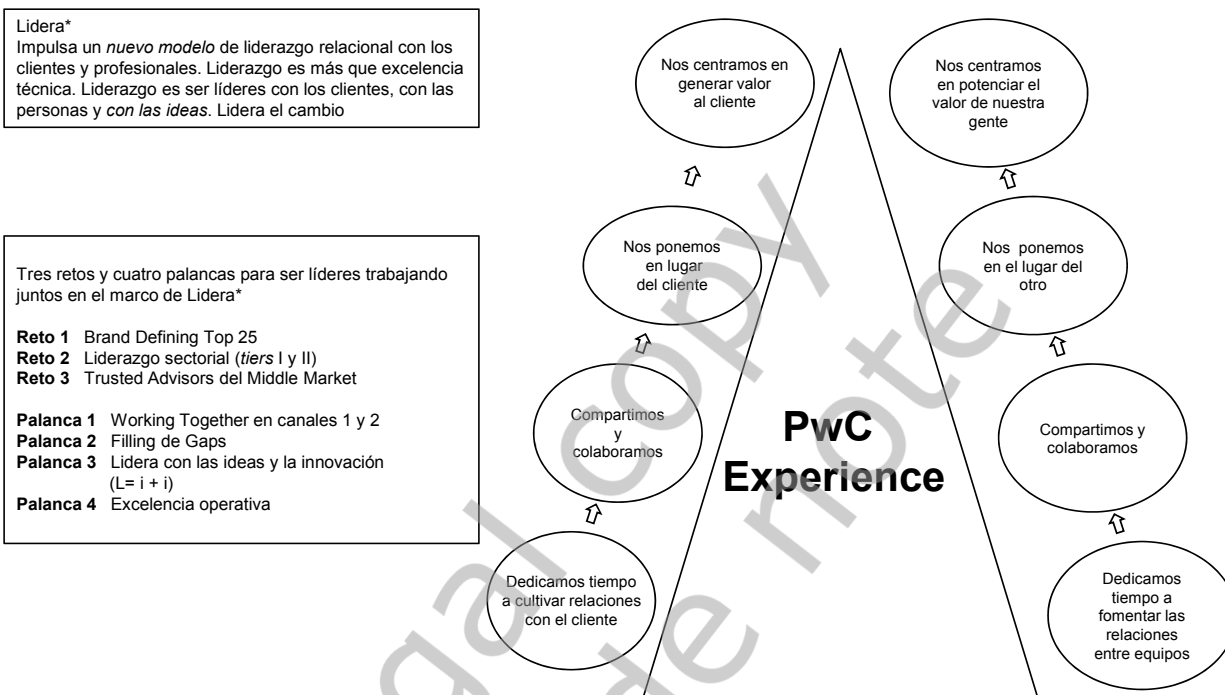 Lidera*
Impulsa un nuevo modelo de liderazgo relacional con los
clientes y profesionales. Liderazgo es más que excelencia
técnica. Liderazgo es ser líderes con los clientes, con las
personas y con las ideas. Lidera el cambio
Tres retos y cuatro palancas para ser líderes trabajando
juntos en el marco de Lidera*
Reto 1 Brand Defining Top 25
Reto 2 Liderazgo sectorial (tiers I y II)
Reto 3 Trusted Advisors del Middle Market
Palanca 1 Working Together en canales 1 y 2
Palanca 2 Filling de Gaps
Palanca 3 Lidera con las ideas y la innovación
(L= i + i)
Palanca 4 Excelencia operativa
Nos centramos en
generar valor
al cliente
Nos ponemos
en lugar
del cliente
Compartimos
y
colaboramos
Dedicamos tiempo
a cultivar relaciones
con el cliente
PwC
Experience
Nos centramos
en potenciar el
valor de nuestra
gente
Nos ponemos
en el lugar del
otro
Compartimos y
colaboramos
Dedicamos
tiempo a
fomentar las
relaciones
entre equipos
gal copy
de note